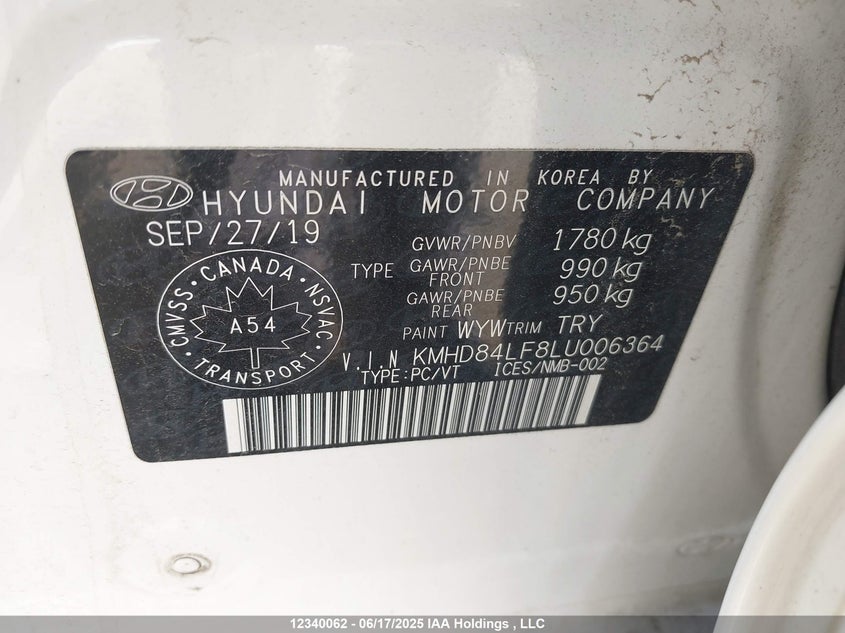 MANUFACTURED IN KOREA BY
HYUNDAI MOTOR COMPANY
SEP/27/19
GVWR/PNBV 1780 kg
TYPE GAWR/PNBE FRONT 990 kg
GAWR/PNBE REAR 950 kg
PAINT WYW TRIM TRY
V.I.N KMHD84LF8LU006364
TYPE:PC/VT ICES/NMB-002
CMVSS · CANADA · NSVAC
A54
TRANSPORT
12340062 - 06/17/2025 IAA Holdings , LLC